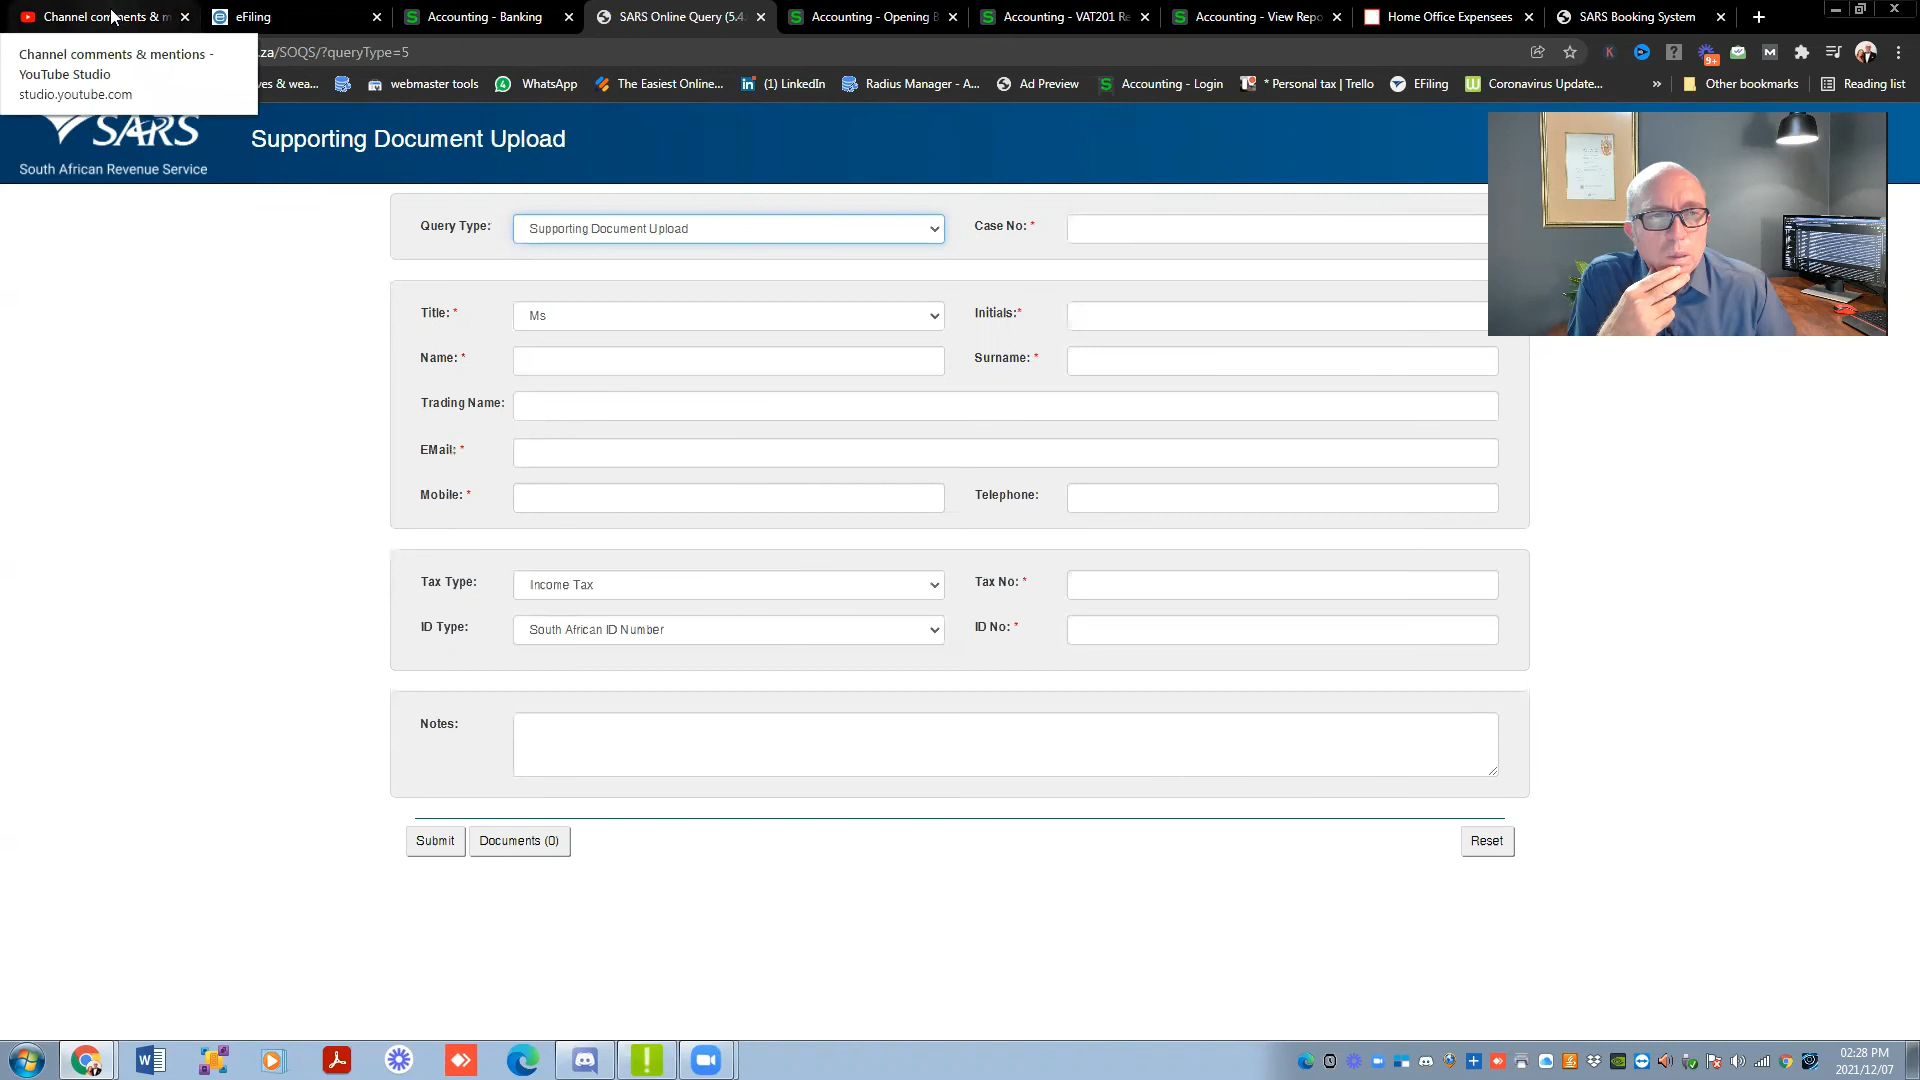 Channel comments & m
eFiling
Accounting - Banking
SARS Online Query (5.4.
Accounting - Opening B
Accounting - VAT201 Re
Accounting - View Repo
Home Office Expensees
SARS Booking System
Channel comments & mentions -
YouTube Studio
studio.youtube.com
.za/SOQS/?queryType=5
9+
ves & wea...
webmaster tools
WhatsApp
The Easiest Online...
(1) LinkedIn
Radius Manager - A...
Ad Preview
Accounting - Login
* Personal tax | Trello
EFiling
Coronavirus Update...
Other bookmarks
Reading list
SARS
South African Revenue Service
Supporting Document Upload
Query Type:
Supporting Document Upload
Case No: *
Title: *
Ms
Initials:*
Name: *
Surname: *
Trading Name:
EMail: *
Mobile: *
Telephone:
Tax Type:
Income Tax
Tax No: *
ID Type:
South African ID Number
ID No: *
Notes:
Submit
Documents (0)
Reset
02:28 PM
2021/12/07